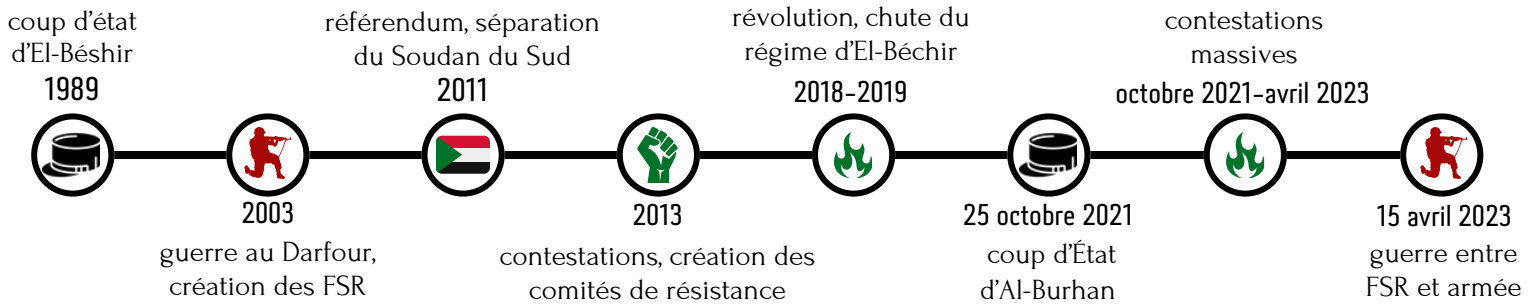 coup d'état
d'El-Béshir
1989
2003
guerre au Darfour,
création des FSR
référendum, séparation
du Soudan du Sud
2011
2013
contestations, création des
comités de résistance
révolution, chute du
régime d'El-Béchir
2018-2019
25 octobre 2021
coup d'État
d'Al-Burhan
contestations
massives
octobre 2021-avril 2023
15 avril 2023
guerre entre
FSR et armée